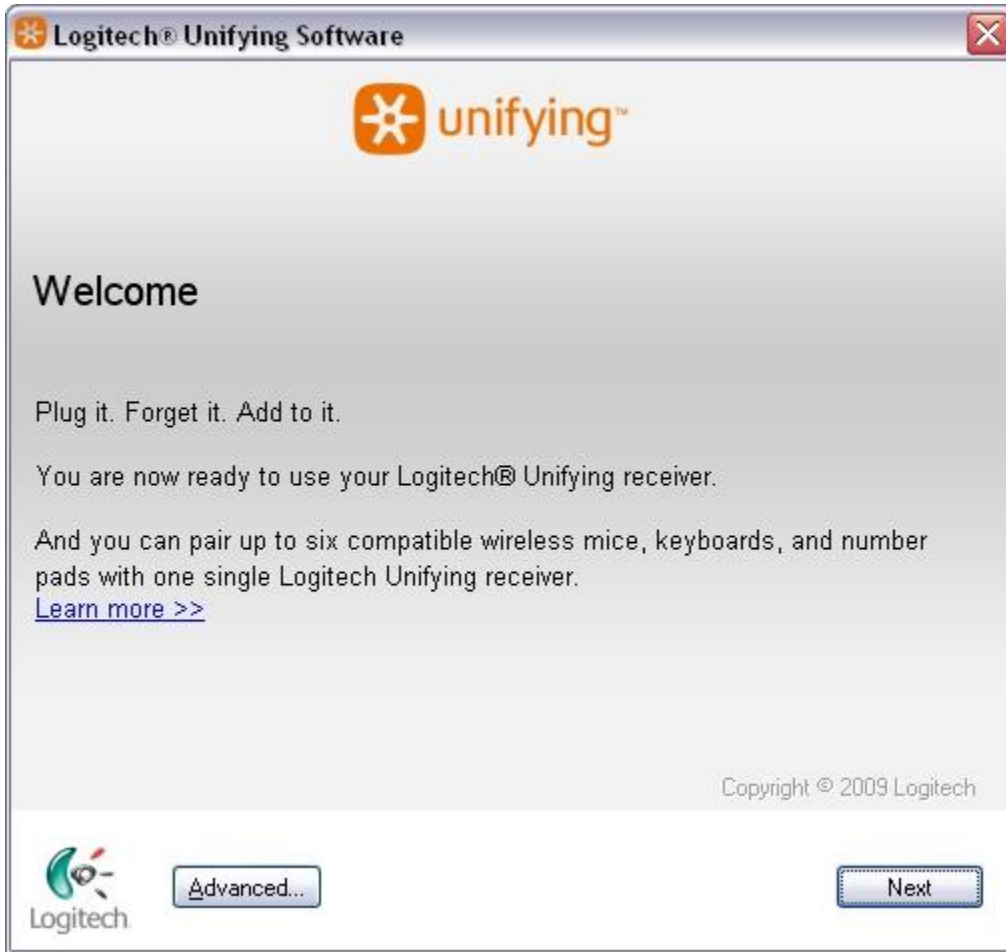 Logitech® Unifying Software
unifying™
Welcome
Plug it. Forget it. Add to it.
You are now ready to use your Logitech® Unifying receiver.
And you can pair up to six compatible wireless mice, keyboards, and number
pads with one single Logitech Unifying receiver.
Learn more >>
Copyright © 2009 Logitech
Logitech
Advanced...
Next